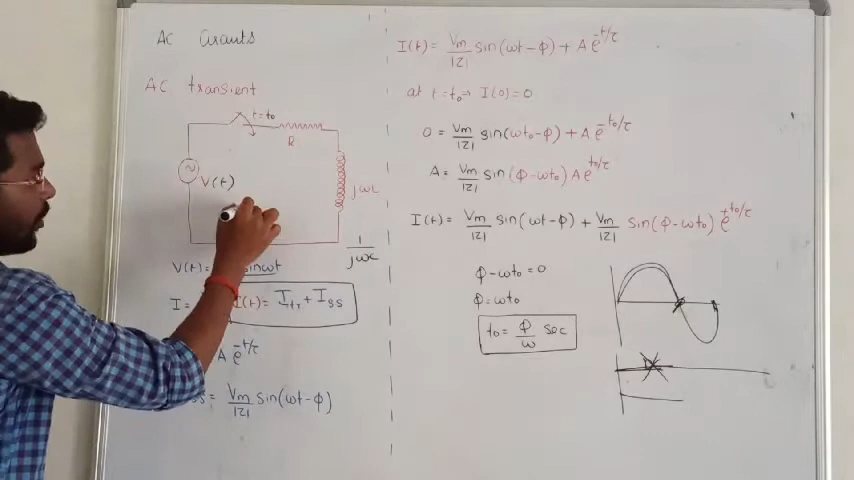 AC Circuits
AC transient
t=to
R
V(t)
jωL
1/jωC
V(t)= sinωt
I = I(t)= Itr + Iss
A e^-t/τ
ss= Vm/|z| sin(ωt-ϕ)
I(t)= Vm/|z| sin(ωt-ϕ) + A e^-t/τ
at t=to ⇒ I(0)=0
0= Vm/|z| sin(ωto-ϕ) + A e^-to/τ
A= Vm/|z| sin(ϕ-ωto) A e^to/τ
I(t)= Vm/|z| sin(ωt-ϕ) + Vm/|z| sin(ϕ-ωto) e^to/τ
ϕ-ωto=0
ϕ=ωto
to= ϕ/ω sec